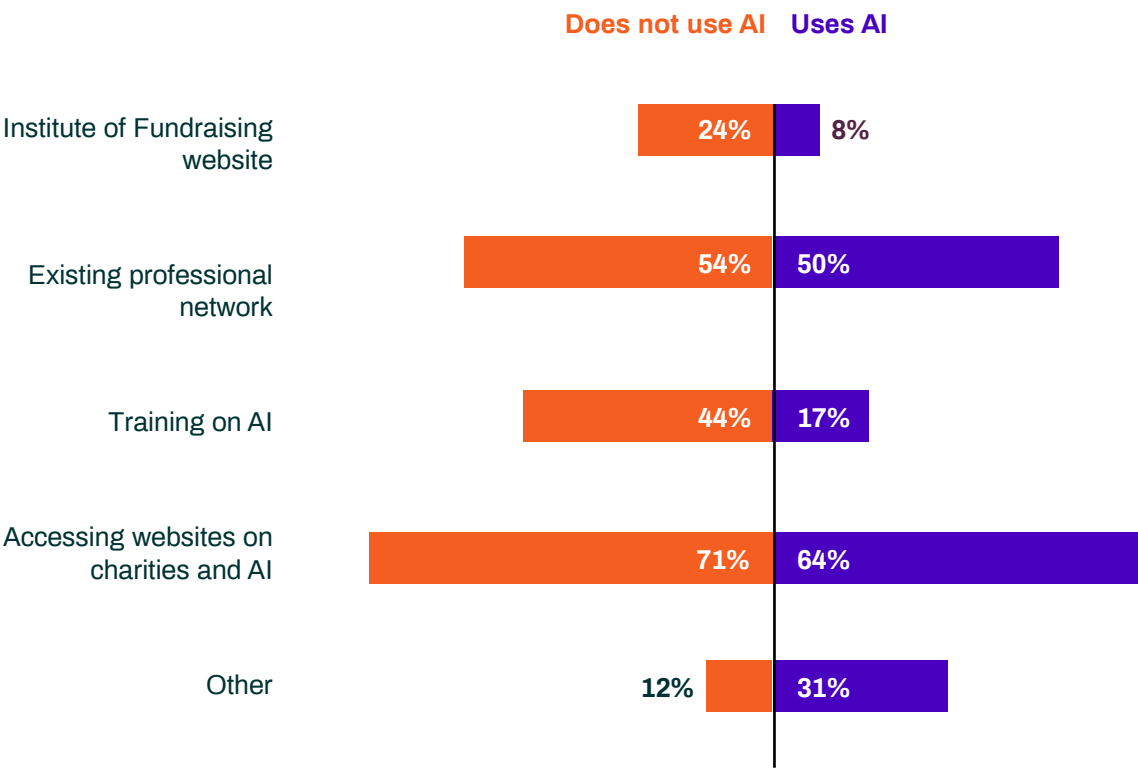 Does not use AI Uses AI
Institute of Fundraising
website
24% 8%
Existing professional
network
54% 50%
Training on AI
44% 17%
Accessing websites on
charities and AI
71% 64%
Other
12% 31%